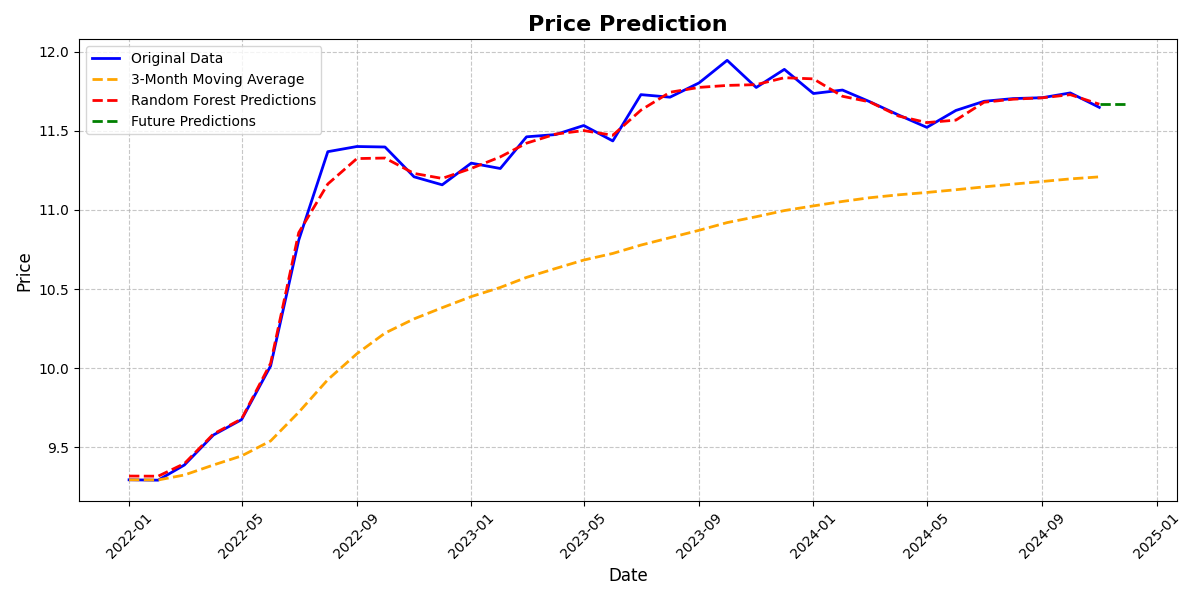 Price Prediction
Original Data
3-Month Moving Average
Random Forest Predictions
Future Predictions
Price
12.0
11.5
11.0
10.5
10.0
9.5
2022-01
2022-05
2022-09
2023-01
2023-05
2023-09
2024-01
2024-05
2024-09
2025-01
Date